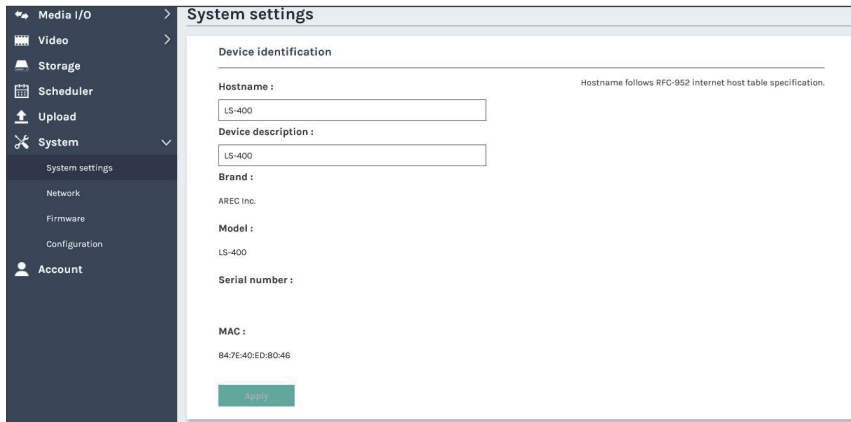 Media I/O
Video
Storage
Scheduler
Upload
System
System settings
Network
Firmware
Configuration
Account
System settings
Device identification
Hostname :
Hostname follows RFC-952 internet host table specification.
LS-400
Device description :
LS-400
Brand :
AREC Inc.
Model :
LS-400
Serial number :
MAC :
84:7E:40:ED:80:46
Apply